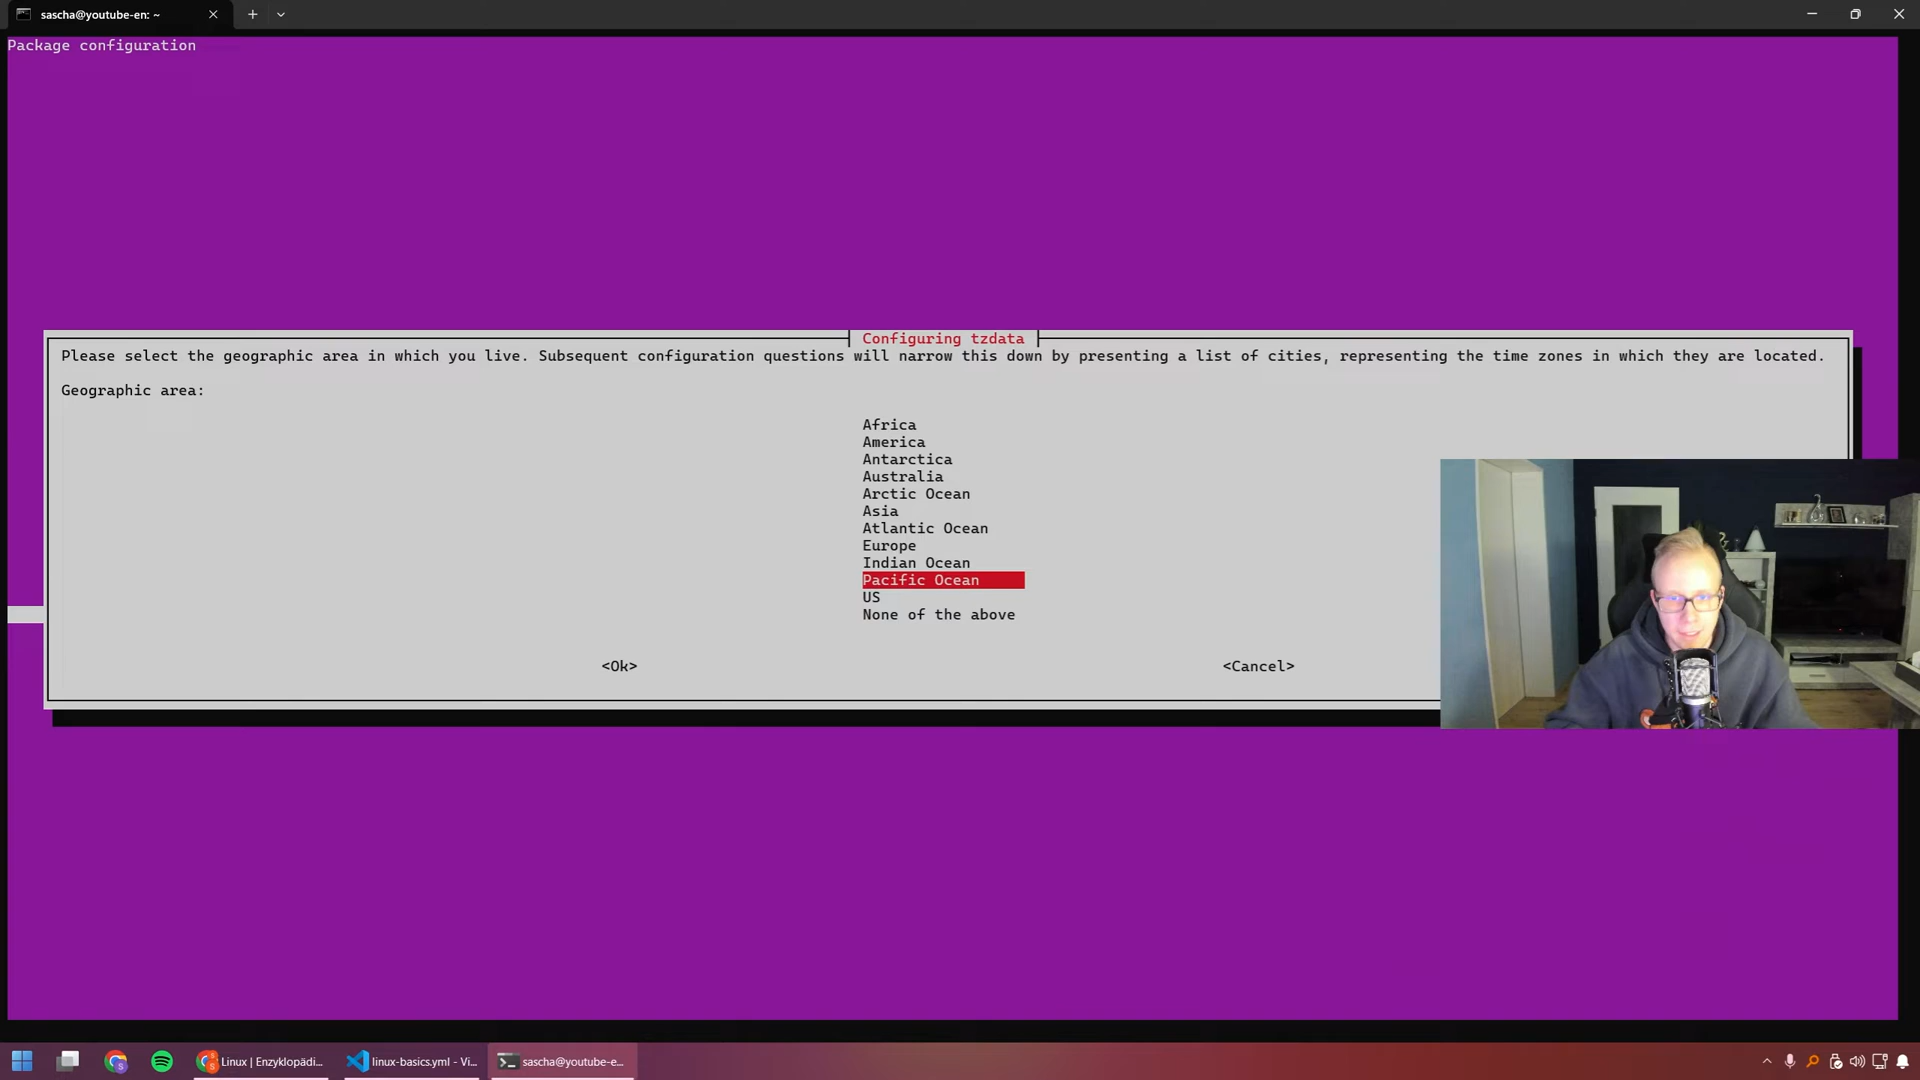 sascha@youtube-en: ~
Package configuration
Configuring tzdata
Please select the geographic area in which you live. Subsequent configuration questions will narrow this down by presenting a list of cities, representing the time zones in which they are located.
Geographic area:
Africa
America
Antarctica
Australia
Arctic Ocean
Asia
Atlantic Ocean
Europe
Indian Ocean
Pacific Ocean
US
None of the above
<Ok>
<Cancel>
Linux | Enzyklopädi...
linux-basics.yml - Vi...
sascha@youtube-e...